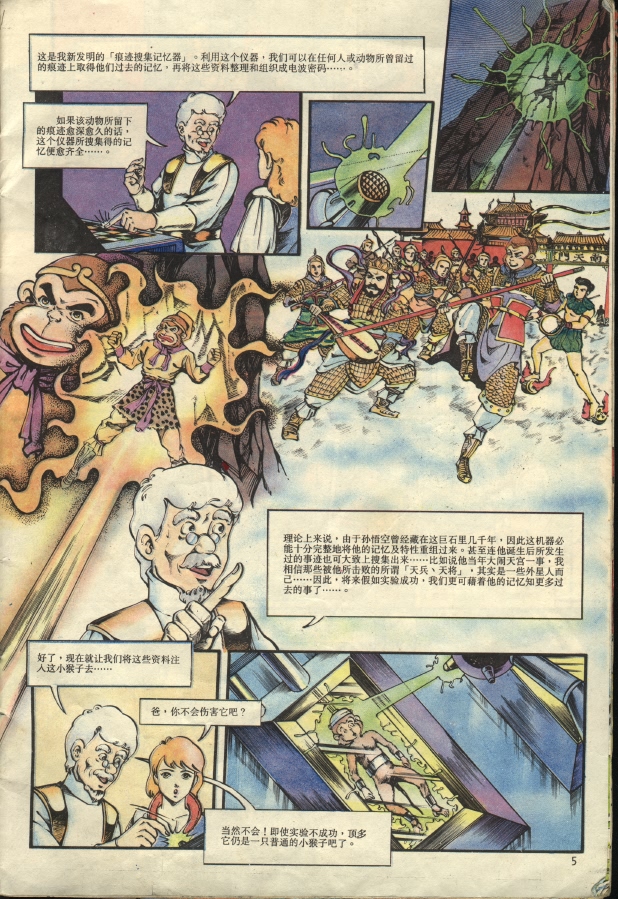 这是我新发明的「痕迹搜集记忆器」。利用这个仪器，我们可以在任何人或动物所曾留过
的痕迹上取得他们过去的记忆，再将这些资料整理和组织成电波密码……。
如果该动物所留下
的痕迹愈深愈久的话，
这个仪器所搜集得的记
忆便愈齐全……。
南天門
理论上来说，由于孙悟空曾经藏在这巨石里几千年，因此这机器必
能十分完整地将他的记忆及特性重组过来。甚至连他诞生后所发生
过的事迹也可大致上搜集出来……比如说他当年大闹天宫一事，我
相信那些被他所击败的所谓「天兵、天将」，其实是一些外星人而
己……因此，将来假如实验成功，我们更可藉着他的记忆知更多过
去的事了……。
好了，现在就让我们将这些资料注
入这小猴子去……
爸，你不会伤害它吧？
当然不会！即使实验不成功，顶多
它仍是一只普通的小猴子吧了。
5